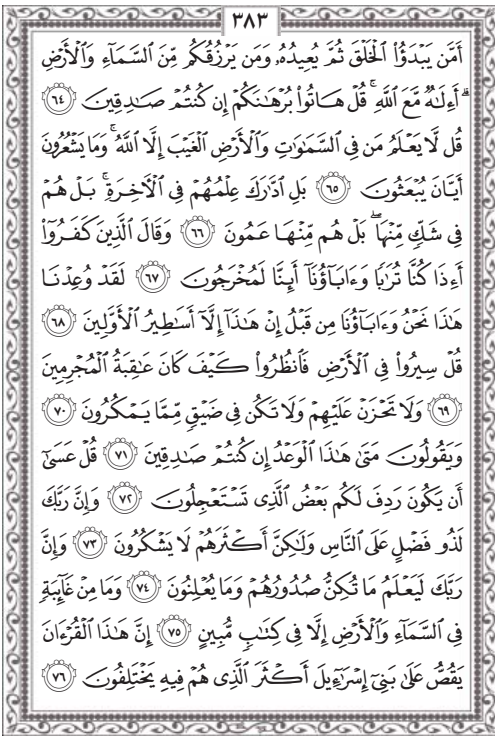 ٣٨٣
أَمَّن يَبْدَؤُا۟ ٱلْخَلْقَ ثُمَّ يُعِيدُهُۥ وَمَن يَرْزُقُكُم مِّنَ ٱلسَّمَآءِ وَٱلْأَرْضِ
ۗ أَءِلَٰهٌ مَّعَ ٱللَّهِ ۚ قُلْ هَاتُوا۟ بُرْهَٰنَكُمْ إِن كُنتُمْ صَٰدِقِينَ ٦٤
قُل لَّا يَعْلَمُ مَن فِى ٱلسَّمَٰوَٰتِ وَٱلْأَرْضِ ٱلْغَيْبَ إِلَّا ٱللَّهُ ۚ وَمَا يَشْعُرُونَ
أَيَّانَ يُبْعَثُونَ ٦٥ بَلِ ٱدَّٰرَكَ عِلْمُهُمْ فِى ٱلْءَاخِرَةِ ۚ بَلْ هُمْ
فِى شَكٍّ مِّنْهَا ۖ بَلْ هُم مِّنْهَا عَمُونَ ٦٦ وَقَالَ ٱلَّذِينَ كَفَرُوٓا۟
أَءِذَا كُنَّا تُرَٰبًا وَءَابَآؤُنَآ أَئِنَّا لَمُخْرَجُونَ ٦٧ لَقَدْ وُعِدْنَا
هَٰذَا نَحْنُ وَءَابَآؤُنَا مِن قَبْلُ إِنْ هَٰذَآ إِلَّآ أَسَٰطِيرُ ٱلْأَوَّلِينَ ٦٨
قُلْ سِيرُوا۟ فِى ٱلْأَرْضِ فَٱنظُرُوا۟ كَيْفَ كَانَ عَٰقِبَةُ ٱلْمُجْرِمِينَ
٦٩ وَلَا تَحْزَنْ عَلَيْهِمْ وَلَا تَكُن فِى ضَيْقٍ مِّمَّا يَمْكُرُونَ ٧٠
وَيَقُولُونَ مَتَىٰ هَٰذَا ٱلْوَعْدُ إِن كُنتُمْ صَٰدِقِينَ ٧١ قُلْ عَسَىٰٓ
أَن يَكُونَ رَدِفَ لَكُم بَعْضُ ٱلَّذِى تَسْتَعْجِلُونَ ٧٢ وَإِنَّ رَبَّكَ
لَذُو فَضْلٍ عَلَى ٱلنَّاسِ وَلَٰكِنَّ أَكْثَرَهُمْ لَا يَشْكُرُونَ ٧٣ وَإِنَّ
رَبَّكَ لَيَعْلَمُ مَا تُكِنُّ صُدُورُهُمْ وَمَا يُعْلِنُونَ ٧٤ وَمَا مِنْ غَآئِبَةٍ
فِى ٱلسَّمَآءِ وَٱلْأَرْضِ إِلَّا فِى كِتَٰبٍ مُّبِينٍ ٧٥ إِنَّ هَٰذَا ٱلْقُرْءَانَ
يَقُصُّ عَلَىٰ بَنِىٓ إِسْرَٰٓءِيلَ أَكْثَرَ ٱلَّذِى هُمْ فِيهِ يَخْتَلِفُونَ ٧٦